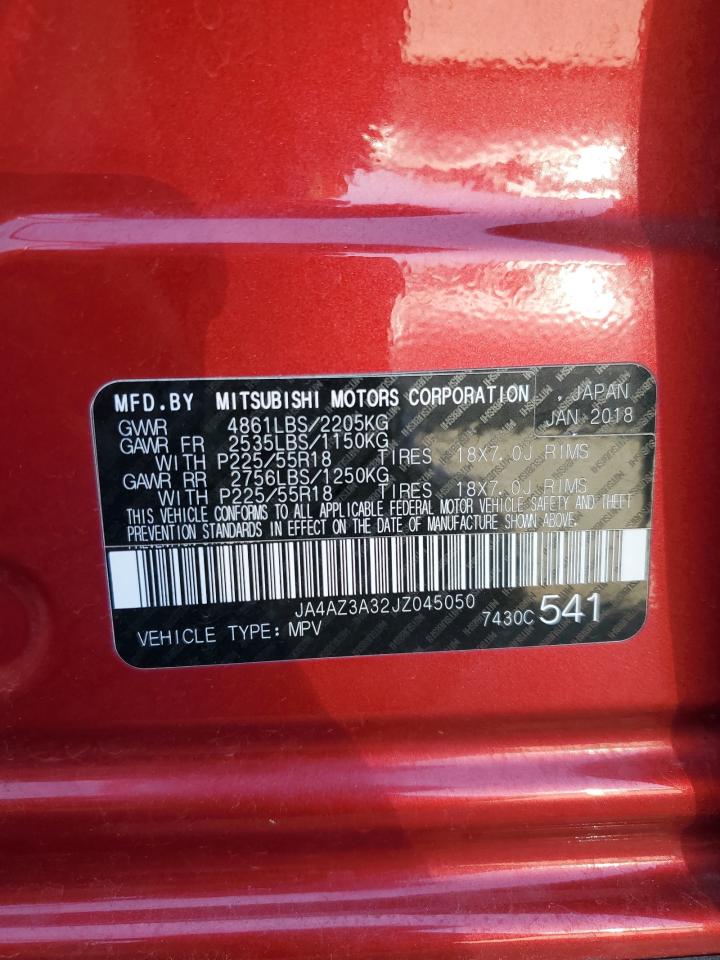 MFD.BY MITSUBISHI MOTORS CORPORATION , JAPAN
JAN-2018
GVWR 4861LBS/2205KG
GAWR FR 2535LBS/1150KG
WITH P225/55R18 TIRES 18X7.0J RIMS
GAWR RR 2756LBS/1250KG
WITH P225/55R18 TIRES 18X7.0J RIMS
THIS VEHICLE CONFORMS TO ALL APPLICABLE FEDERAL MOTOR VEHICLE SAFETY AND THEFT
PREVENTION STANDARDS IN EFFECT ON THE DATE OF MANUFACTURE SHOWN ABOVE.
JA4AZ3A32JZ045050
VEHICLE TYPE: MPV 7430C 541